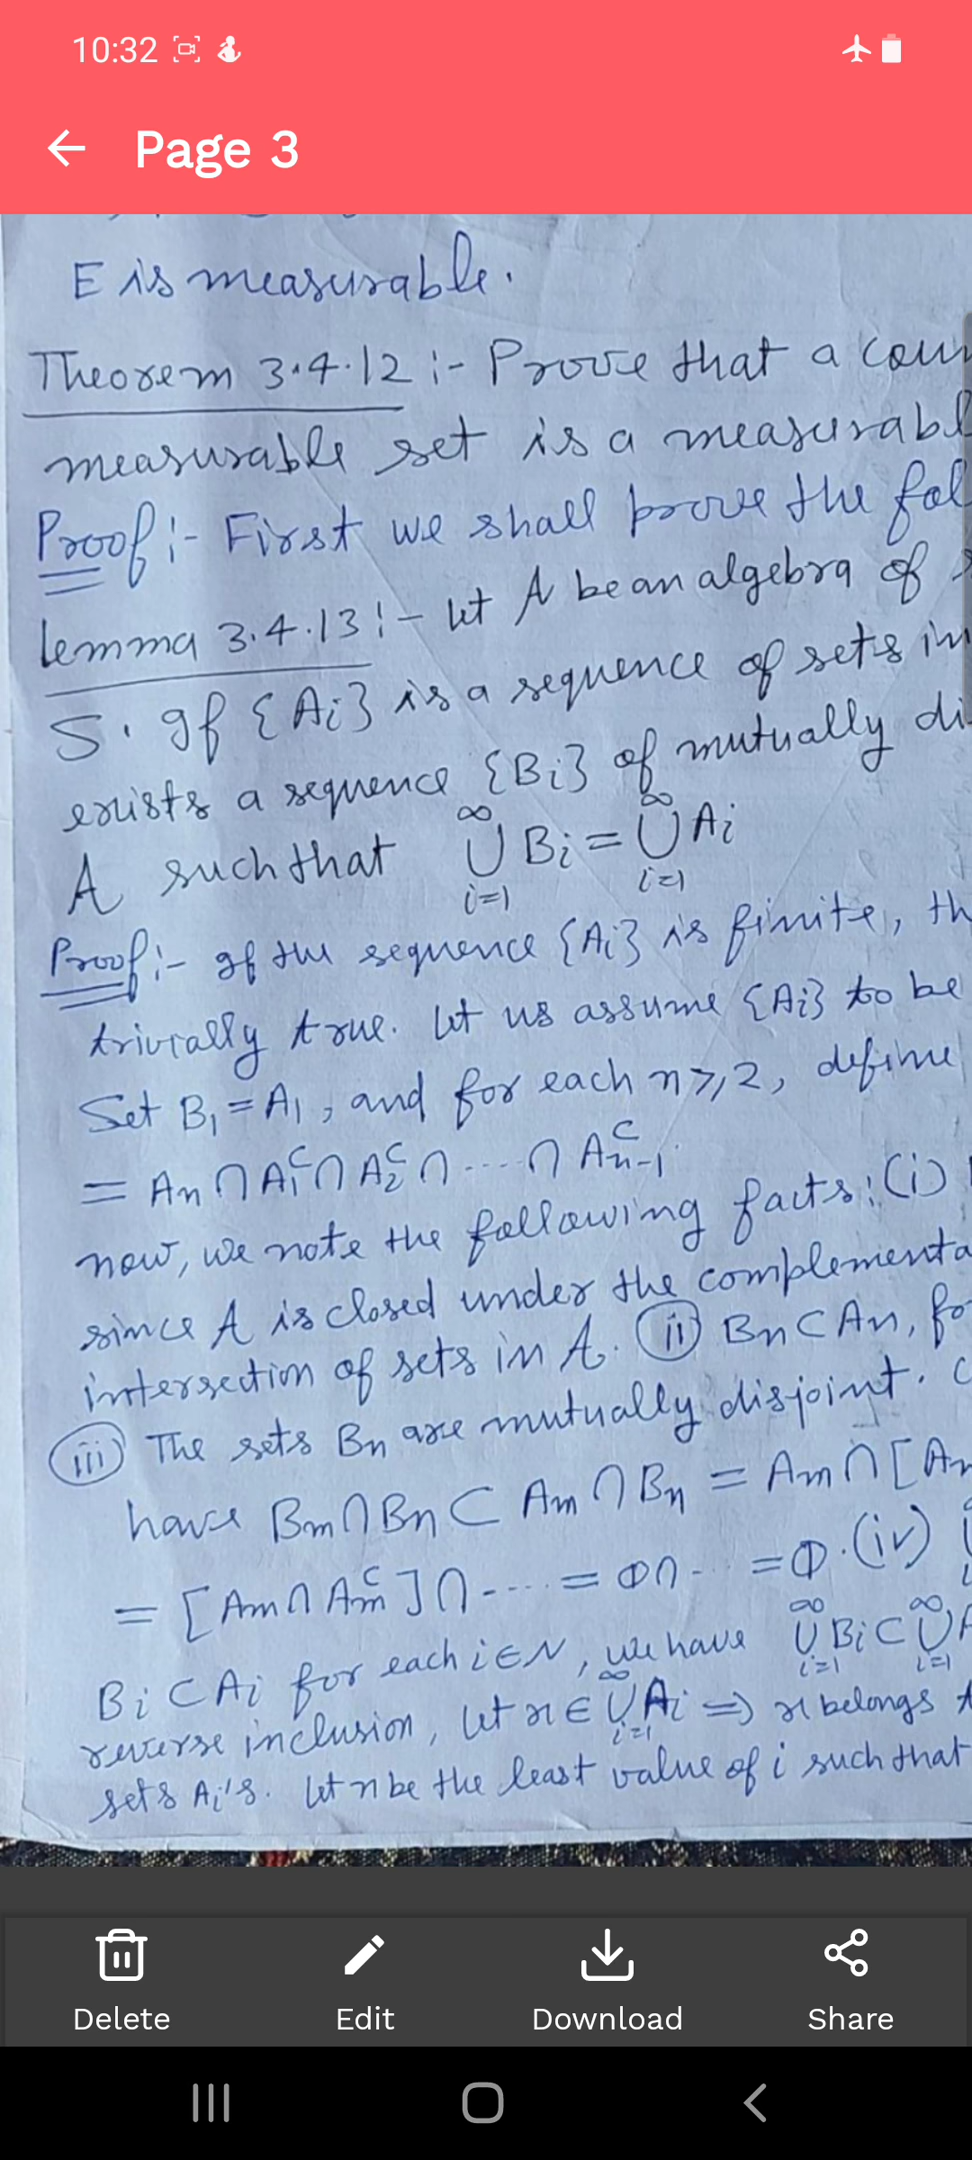 10:32
Page 3
E is measurable.
Theorem 3.4.12 :- Prove that a coun
measurable set is a measurabl
Proof :- First we shall prove the fol
lemma 3.4.13 :- let A be an algebra of s
S. If {Ai} is a sequence of sets in
exists a sequence {Bi} of mutually di
A such that ∞∪i=1 Bi = ∞∪i=1 Ai
Proof :- If the sequence {Ai} is finite, th
trivially true. let us assume {Ai} to be
Set B1 = A1, and for each n ≥ 2, define
= An ∩ A1^c ∩ A2^c ∩ .... ∩ A^c n-1.
now, we note the following facts: (i)
since A is closed under the complementa
intersection of sets in A. (ii) Bn ⊂ An, fo
(iii) The sets Bn are mutually disjoint.
have Bm ∩ Bn ⊂ Am ∩ Bn = Am ∩ [An
= [Am ∩ Am^c] ∩ .... = Φ ∩ ... = Φ. (iv)
Bi ⊂ Ai for each i ∈ N, we have ∞∪i=1 Bi ⊂ ∞∪i=1 A
reverse inclusion, let x ∈ ∞∪i=1 Ai ⇒ x belongs t
sets Ai's. let n be the least value of i such that
Delete Edit Download Share